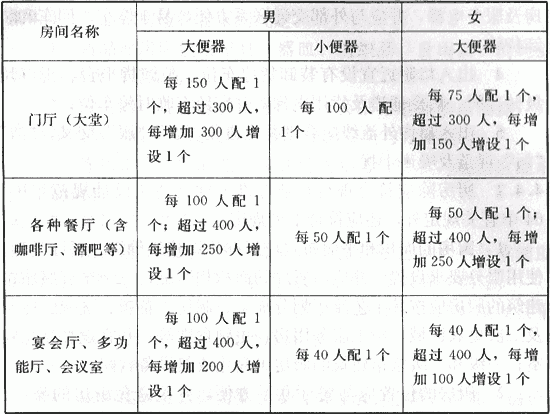 房间名称
男
女
大便器
小便器
大便器
门厅（大堂）
每 150 人配 1
个，超过 300 人，
每增加 300 人增
设 1 个
每 100 人配
1 个
每 75 人配 1 个，
超过 300 人，每增加
150 人增设 1 个
各种餐厅（含
咖啡厅、酒吧等）
每 100 人配 1
个；超过 400 人，
每增加 250 人增
设 1 个
每 50 人配 1 个
每 50 人配 1 个；
超过 400 人，每增加
250 人增设 1 个
宴会厅、多功
能厅、会议室
每 100 人配 1
个，超过 400 人，
每增加 200 人增
设 1 个
每 40 人配 1 个
每 40 人配 1 个，
超过 400 人，每增
加 100 人增设 1 个